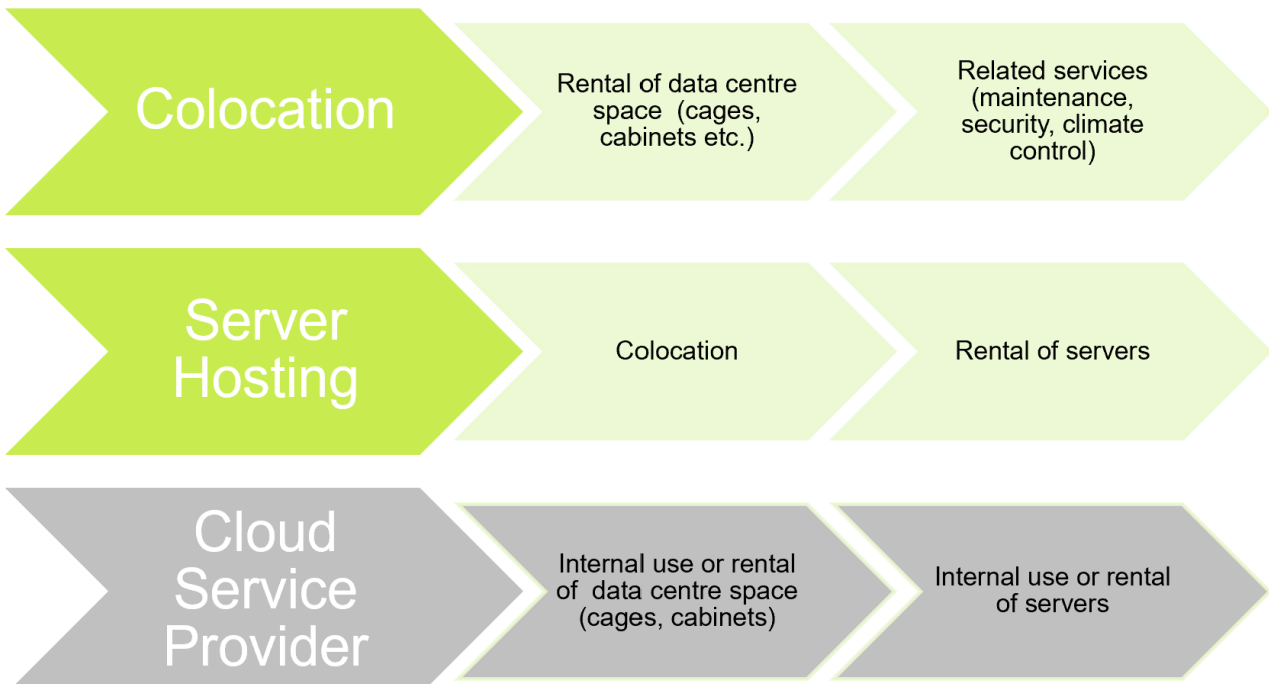 Colocation
Rental of data centre
space  (cages,
cabinets etc.)
Related services
(maintenance,
security, climate
control)
Server
Hosting
Colocation
Rental of servers
Cloud
Service
Provider
Internal use or rental
of  data centre space
(cages, cabinets)
Internal use or rental
of servers